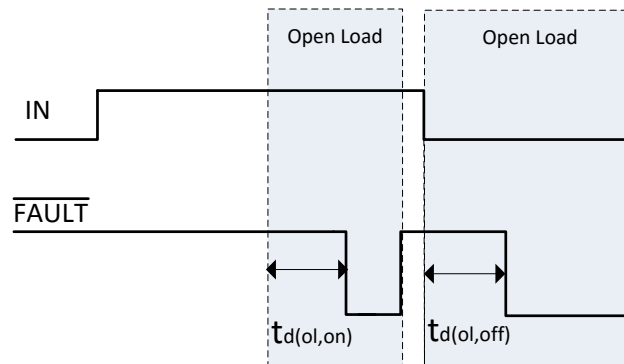 Open Load
Open Load
IN
FAULT
td(ol,on)
td(ol,off)